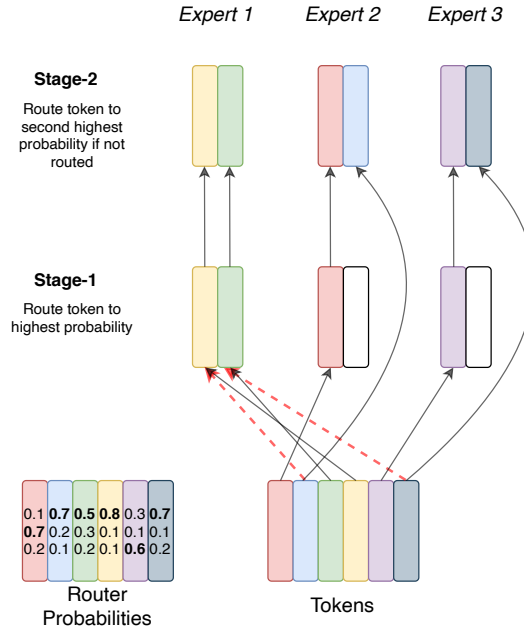 Expert 1 Expert 2 Expert 3
Stage-2
Route token to
second highest
probability if not
routed
Stage-1
Route token to
highest probability
0.1 0.7 0.5 0.8 0.3 0.7
0.7 0.2 0.3 0.1 0.1 0.1
0.2 0.1 0.2 0.1 0.6 0.2
Router
Probabilities
Tokens